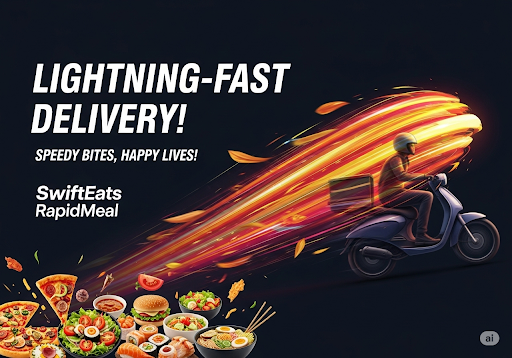 LIGHTNING-FAST
DELIVERY!
SPEEDY BITES, HAPPY LIVES!
SwiftEats
RapidMeal
ai